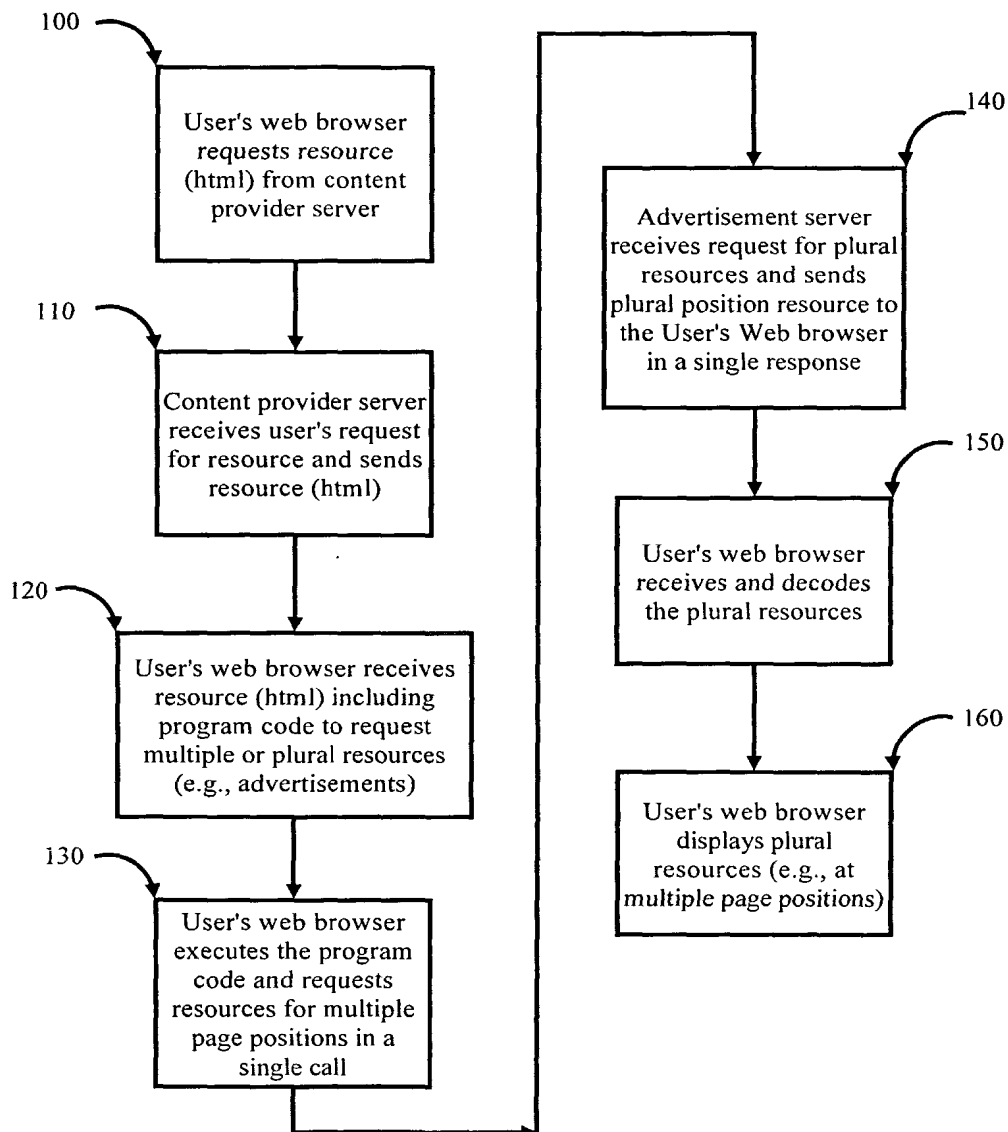 100
User's web browser
requests resource
(html) from content
provider server
110
Content provider server
receives user's request
for resource and sends
resource (html)
120
User's web browser receives
resource (html) including
program code to request
multiple or plural resources
(e.g., advertisements)
130
User's web browser
executes the program
code and requests
resources for multiple
page positions in a
single call
140
Advertisement server
receives request for plural
resources and sends
plural position resource to
the User's Web browser
in a single response
150
User's web browser
receives and decodes
the plural resources
160
User's web browser
displays plural
resources (e.g., at
multiple page positions)